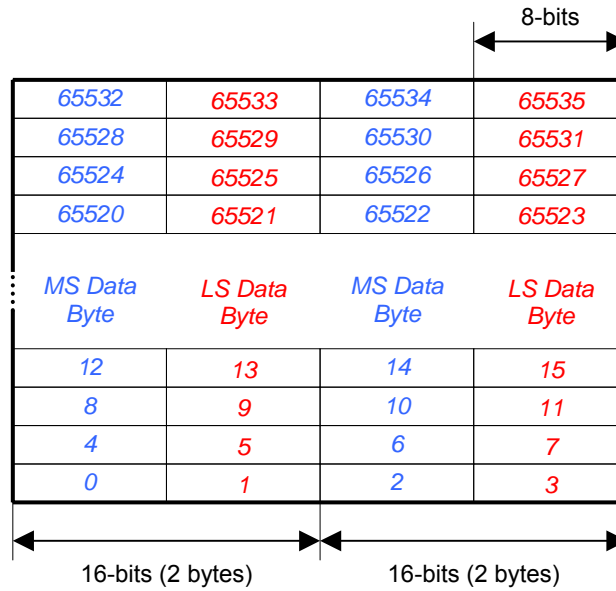 8-bits
65532 65533 65534 65535
65528 65529 65530 65531
65524 65525 65526 65527
65520 65521 65522 65523
MS Data LS Data MS Data LS Data
Byte Byte Byte Byte
12 13 14 15
8 9 10 11
4 5 6 7
0 1 2 3
16-bits (2 bytes) 16-bits (2 bytes)